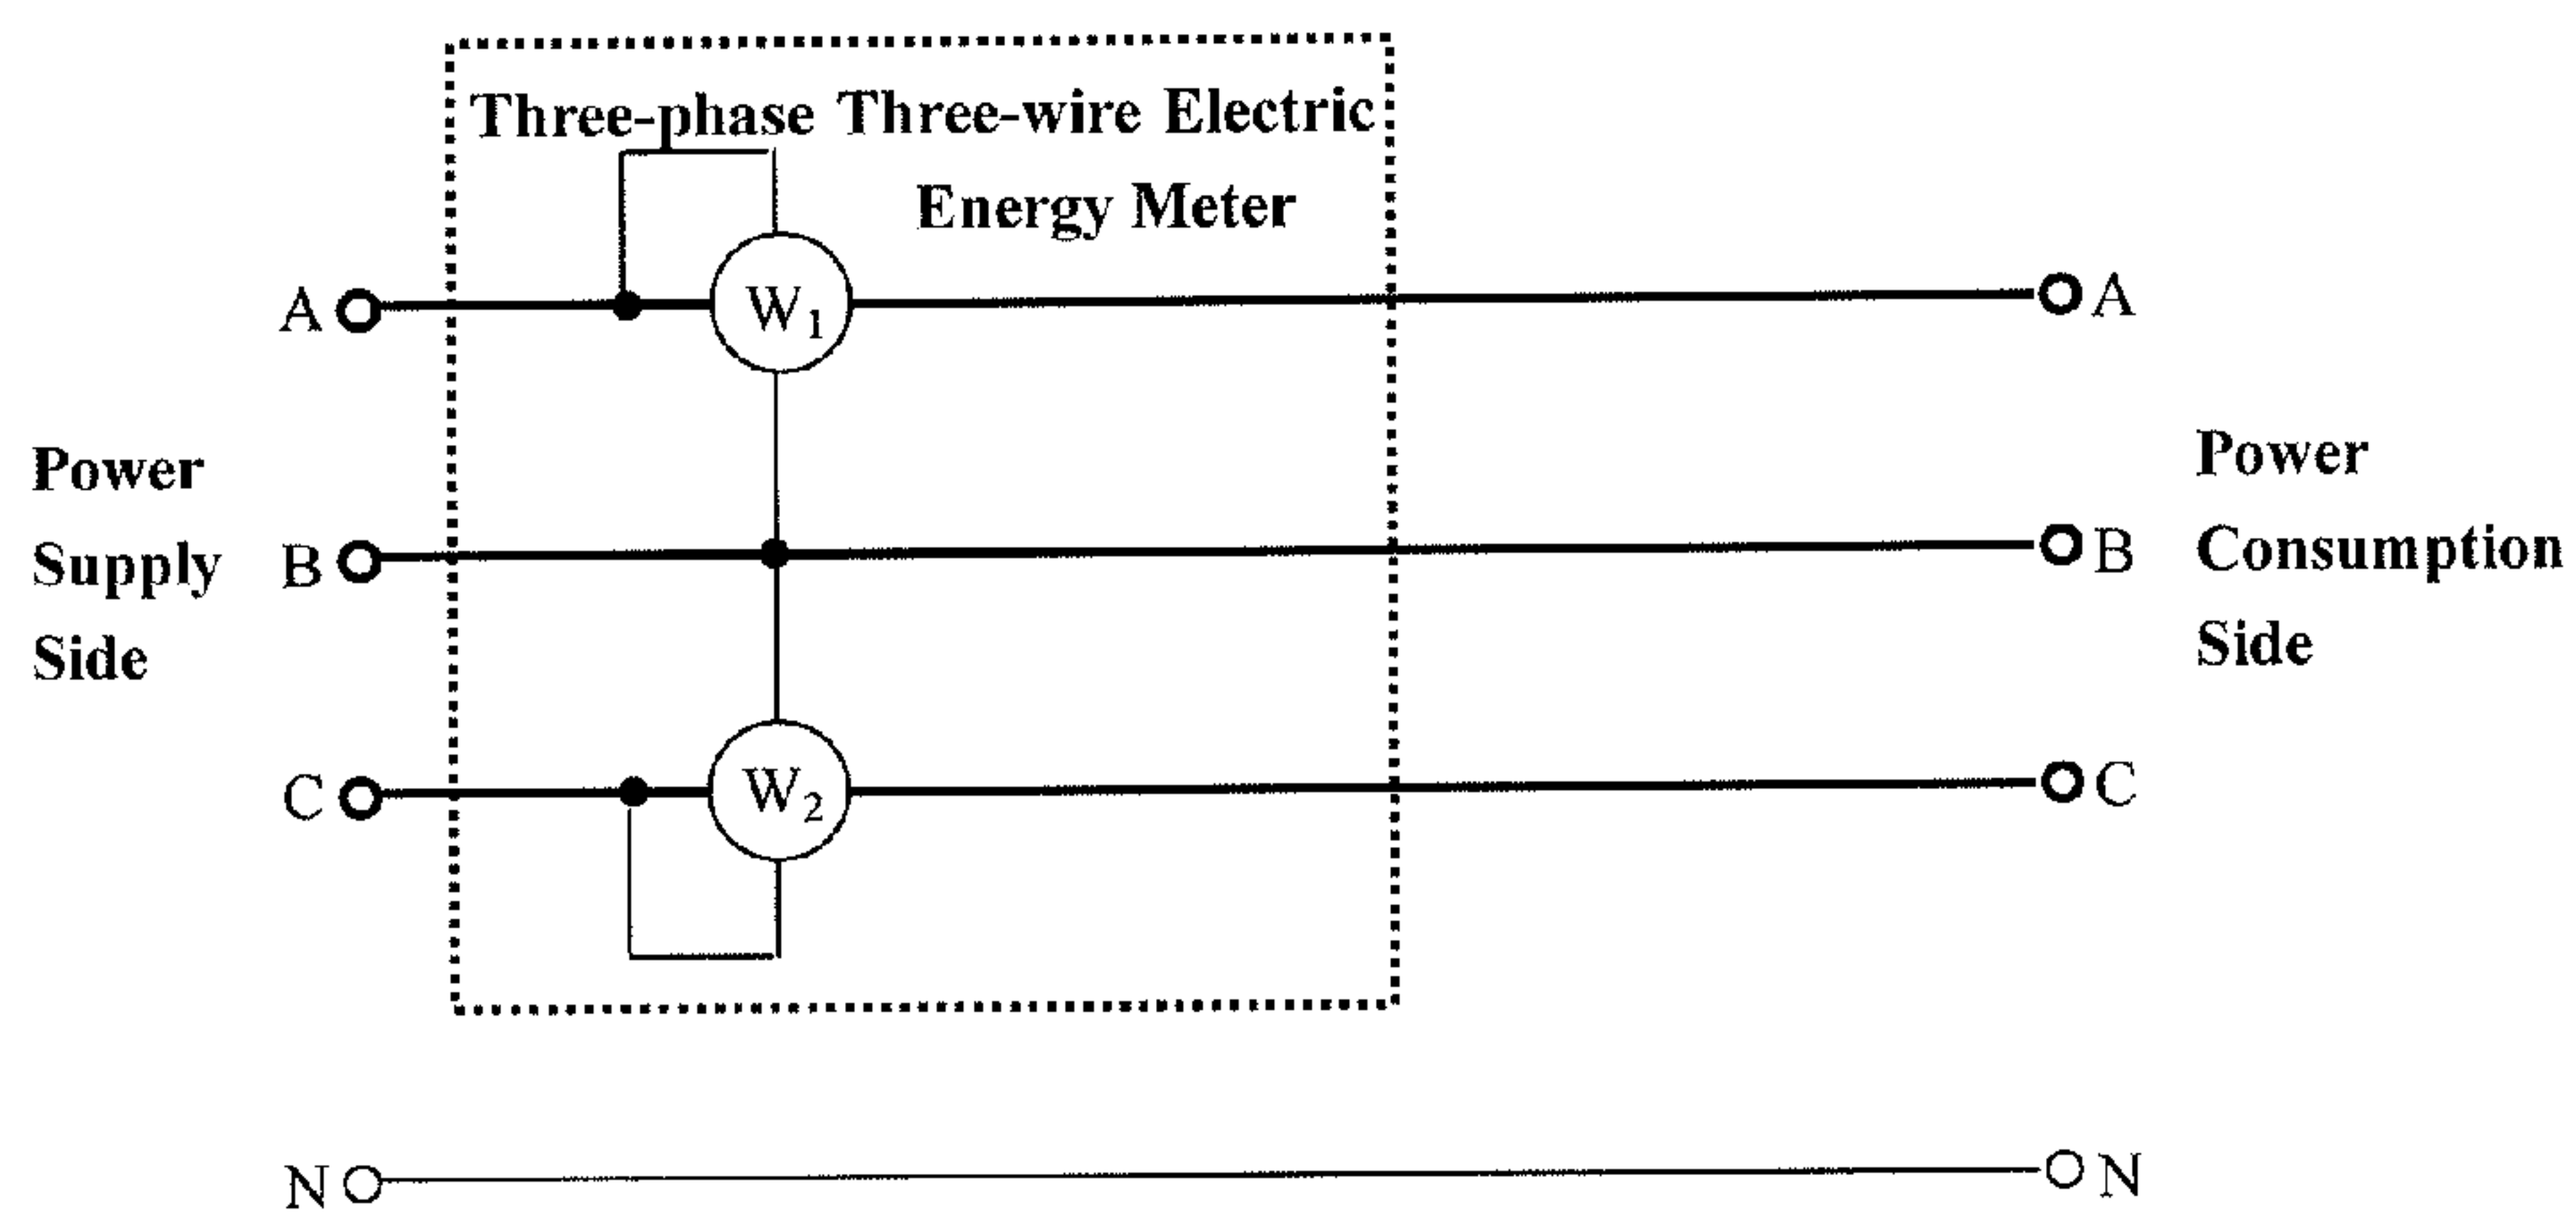 Three-phase Three-wire Electric
Energy Meter
W1
A
A
Power
Supply
Side
B
B
Power
Consumption
Side
W2
C
C
N
N